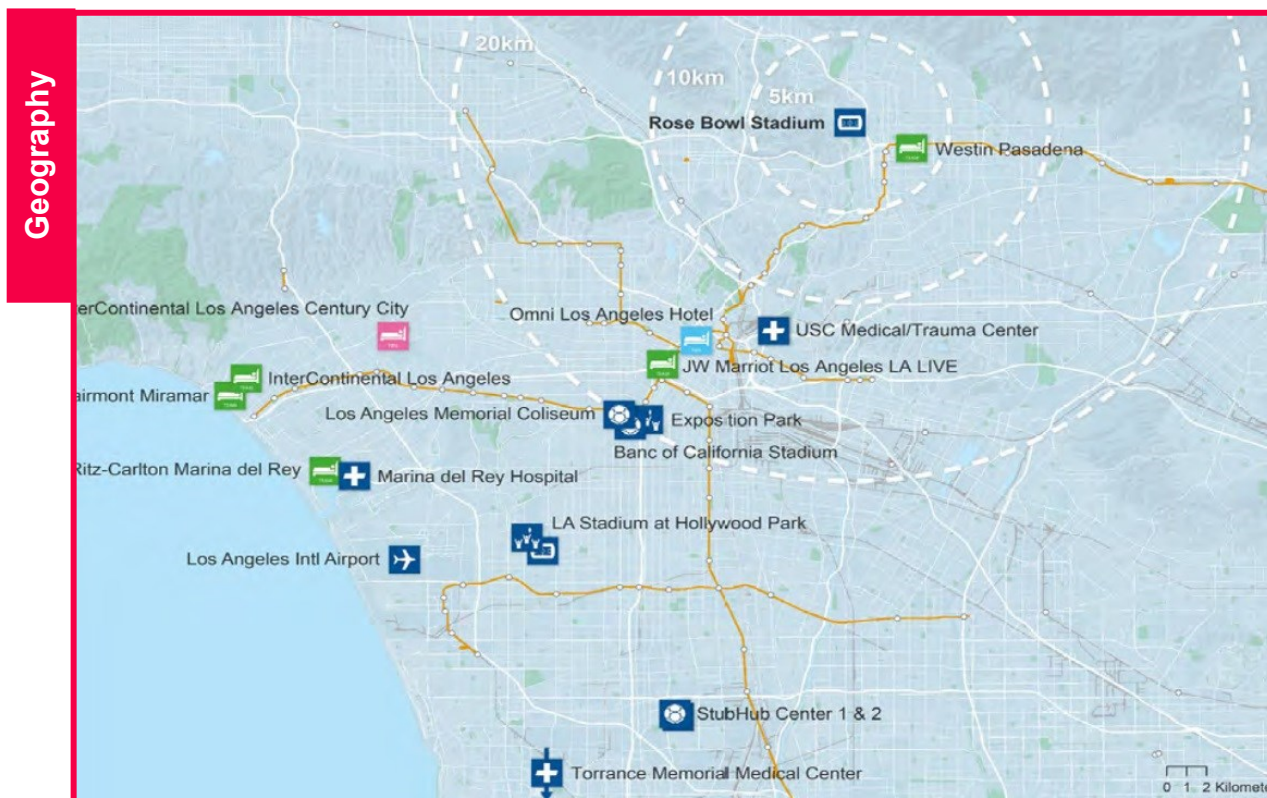 Geography
20km
10km
5km
Rose Bowl Stadium
Westin Pasadena
erContinental Los Angeles Century City
Omni Los Angeles Hotel
USC Medical/Trauma Center
InterContinental Los Angeles
JW Marriot Los Angeles LA LIVE
airmont Miramar
Los Angeles Memorial Coliseum
Expostion Park
Banc of California Stadium
Ritz-Carlton Marina del Rey
Marina del Rey Hospital
LA Stadium at Hollywood Park
Los Angeles Intl Airport
StubHub Center 1 & 2
Torrance Memorial Medical Center
0 1 2 Kilomete